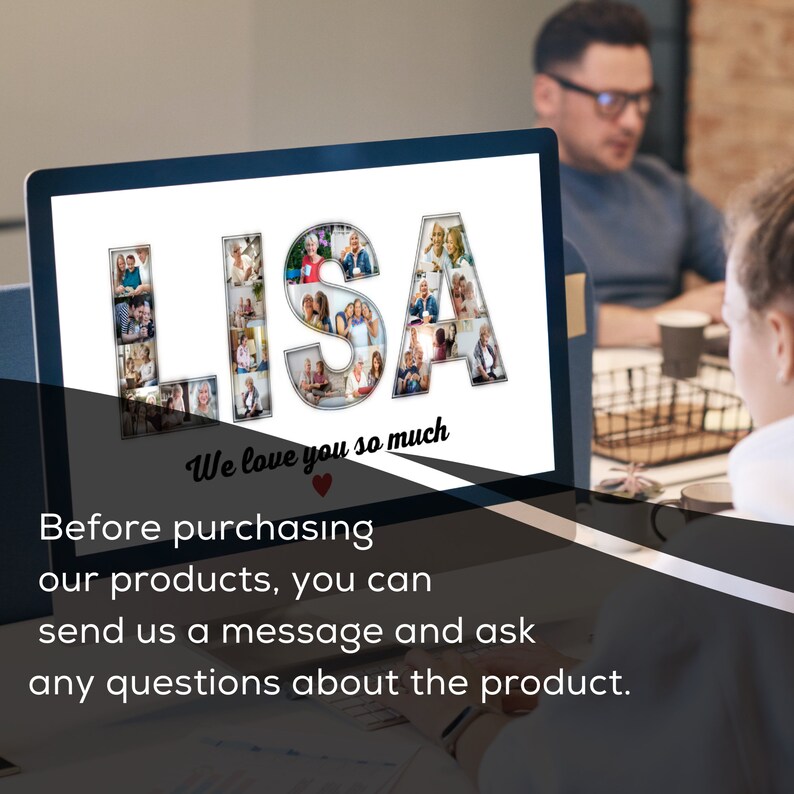 LISA
We love you so much
Before purchasing
our products, you can
send us a message and ask
any questions about the product.